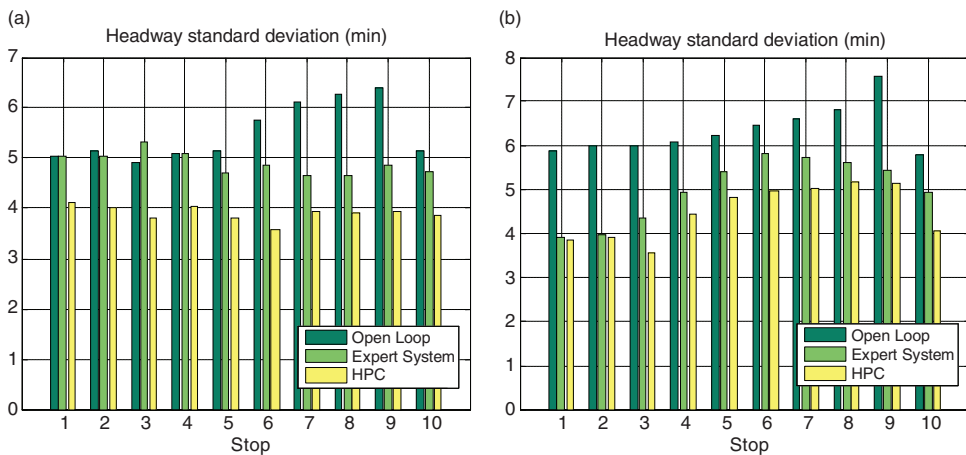 (a)
Headway standard deviation (min)
7
6
5
4
3
2
1
0
1 2 3 4 5 6 7 8 9 10
Stop
Open Loop
Expert System
HPC
(b)
Headway standard deviation (min)
8
7
6
5
4
3
2
1
0
1 2 3 4 5 6 7 8 9 10
Stop
Open Loop
Expert System
HPC